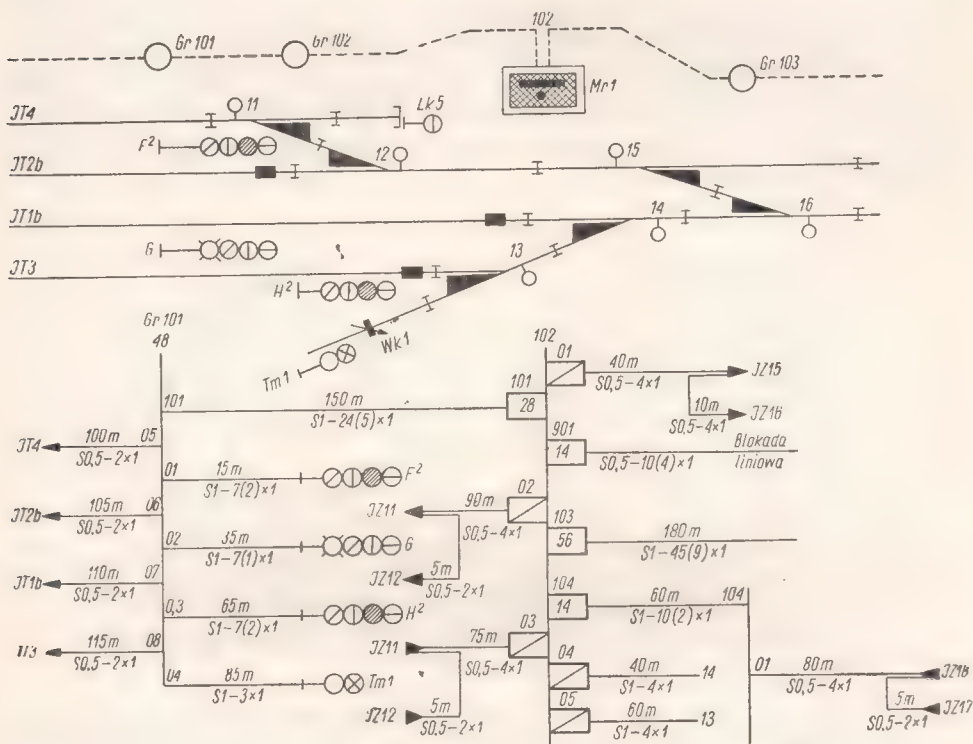 Gr 101
Gr 102
102
Gr 103
Mr1
JT4
11
Lk5
F²
12
15
JT2b
JT1b
14
16
G
13
JT3
H²
Wk1
Tm1
Gr 101
48
102
101
150 m
S1-24(5)×1
101
28
01
40m
S0,5-4×1
JZ15
10m
S0,5-4×1
JZ16
JT4
100m
S0,5-2×1
05
901
14
S0,5-10(4)×1
Blokada
liniowa
01
15m
S1-7(2)×1
F²
JT2b
105m
S0,5-2×1
06
JZ11
90m
S0,5-4×1
02
02
35m
S1-7(1)×1
G
JZ12
5m
S0,5-2×1
103
56
180m
S1-45(9)×1
JT1b
110m
S0,5-2×1
07
0,3
65m
S1-7(2)×1
H²
104
14
60m
S1-10(2)×1
104
115m
S0,5-2×1
08
JZ11
75m
S0,5-4×1
03
04
40m
S1-4×1
14
01
80m
S0,5-4×1
04
85m
S1-3×1
Tm1
JZ12
5m
S0,5-2×1
05
60m
S1-4×1
13
5m
S0,5-2×1
JZ17